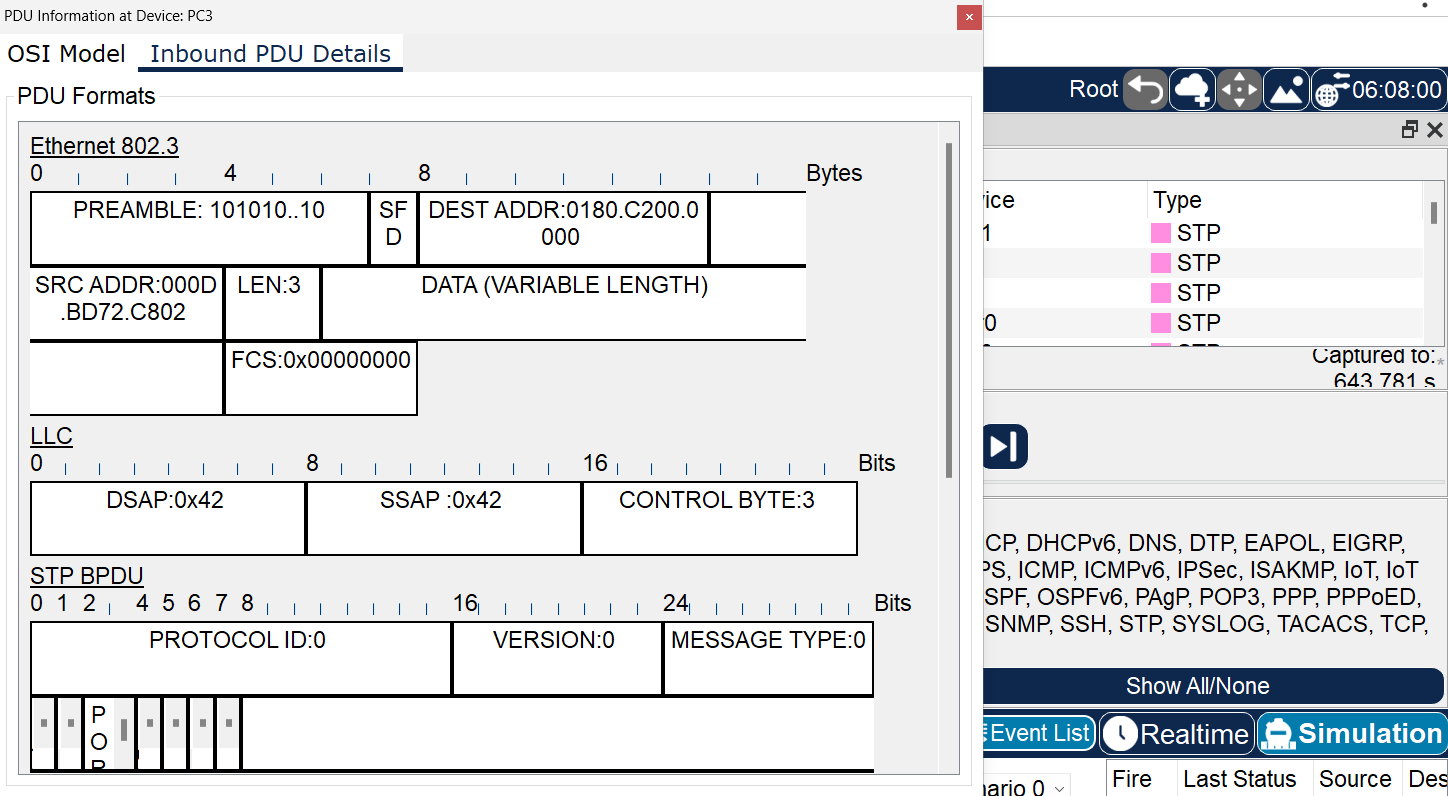 PDU Information at Device: PC3
OSI Model Inbound PDU Details
PDU Formats
Ethernet 802.3
0 4 8 Bytes
PREAMBLE: 101010..10
SF
D
DEST ADDR:0180.C200.0
000
SRC ADDR:000D
.BD72.C802
LEN:3
DATA (VARIABLE LENGTH)
FCS:0x00000000
LLC
0 8 16 Bits
DSAP:0x42 SSAP :0x42 CONTROL BYTE:3
STP BPDU
0 1 2 4 5 6 7 8 16 24 Bits
PROTOCOL ID:0 VERSION:0 MESSAGE TYPE:0
P
O
R
Root 06:08:00
vice Type
1 STP
STP
STP
0 STP
STP
Captured to:
643.781 s
CP, DHCPv6, DNS, DTP, EAPOL, EIGRP,
PS, ICMP, ICMPv6, IPSec, ISAKMP, IoT, IoT
SPF, OSPFv6, PAgP, POP3, PPP, PPPoED,
SNMP, SSH, STP, SYSLOG, TACACS, TCP,
Show All/None
Event List Realtime Simulation
nario 0
Fire Last Status Source Des